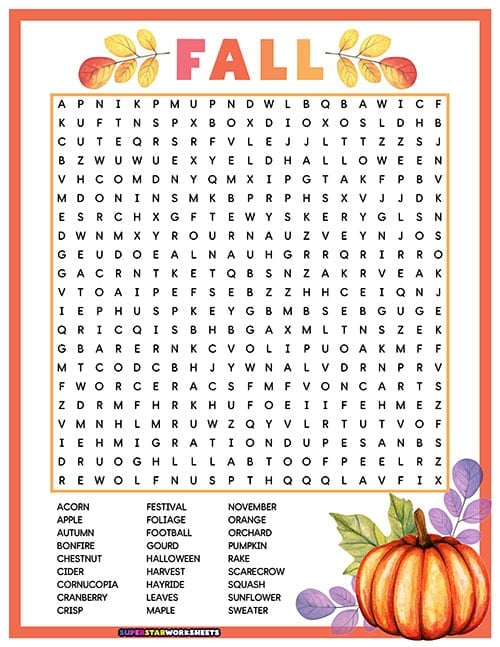 FALL
A P N I K P M U P N D W L B Q B A W I C F
K U F T N S P X B O X D I O X O S L D H B
C U T E Q R S R F V L E J J L T T Z Z S J
B Z W U W U E X Y E L D H A L L O W E E N
V H C O M D N Y Q M X I P G T A K F P B V
M D O N I N S M K B P R P H S X V J J D K
E S R C H X G F T E W Y S K E R Y G L S N
D W N M X Y R O U R N A U Z V E Y N J O S
G E U D O E A L N A U H G R R Q R I R R O
G A C R N T K E T Q B S N Z A K R V E A K
V T O A I P E F S E B Z Z H H C E I Q N J
I E P H U S P K E Y G B M B S E B G U G E
Q R I C Q I S B H B G A X M L T N S Z E K
G B A R E R N K C V O L I P U O A K M F F
M T C O D C B H J Y W N A L V D R N P R V
F W O R C E R A C S F M F V O N C A R T S
Z D R M F H R K H U F O E I I F E H M E Z
V M N H L M R U W Z Q Y V L R T U T V O F
I E H M I G R A T I O N D U P E S A N B S
D R U O G H L L L A B T O O F P E E L R Z
R E W O L F N U S P T H Q Q Q L A V F I X
ACORN FESTIVAL NOVEMBER
APPLE FOLIAGE ORANGE
AUTUMN FOOTBALL ORCHARD
BONFIRE GOURD PUMPKIN
CHESTNUT HALLOWEEN RAKE
CIDER HARVEST SCARECROW
CORNUCOPIA HAYRIDE SQUASH
CRANBERRY LEAVES SUNFLOWER
CRISP MAPLE SWEATER
SUPERSTARWORKSHEETS